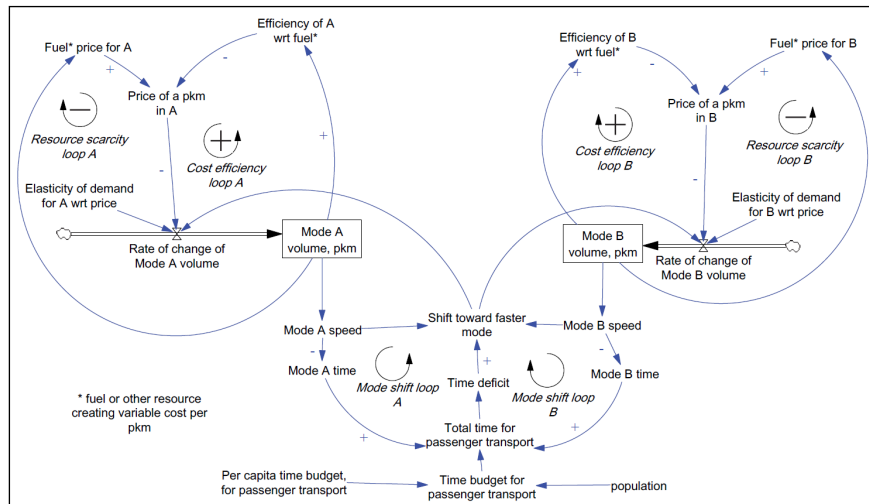 Efficiency of A
wrt fuel*
Fuel* price for A
+
-
Price of a pkm
in A
Resource scarcity
loop A
+
Cost efficiency
loop A
+
-
Elasticity of demand
for A wrt price
Rate of change of
Mode A volume
Mode A
volume, pkm
Efficiency of B
wrt fuel*
Fuel* price for B
+
-
+
Price of a pkm
in B
+
Cost efficiency
loop B
Resource scarcity
loop B
-
Elasticity of demand
for B wrt price
Mode B
volume, pkm
Rate of change of
Mode B volume
Mode A speed
Shift toward faster
mode
Mode B speed
-
+
-
Mode A time
Mode shift loop
A
Time deficit
Mode shift loop
B
Mode B time
* fuel or other resource
creating variable cost per
pkm
+
Total time for
passenger transport
+
Per capita time budget,
for passenger transport
Time budget for
passenger transport
population